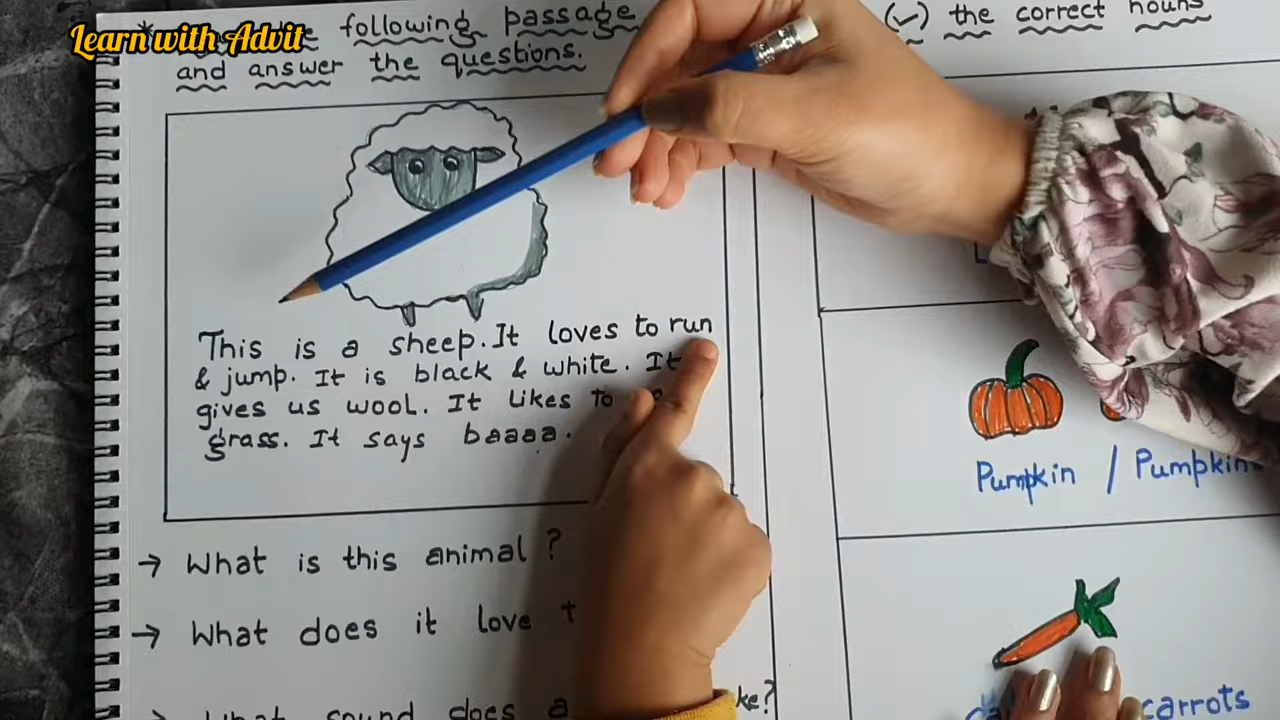 Learn with Advit
following passage
and answer the questions.
This is a sheep. It loves to run
& jump. It is black & white. It
gives us wool. It likes to
grass. It says baaaa.
→ What is this animal?
→ What does it love
What sound does a
(✓) the correct nouns
Pumpkin / Pumpkins
carrots